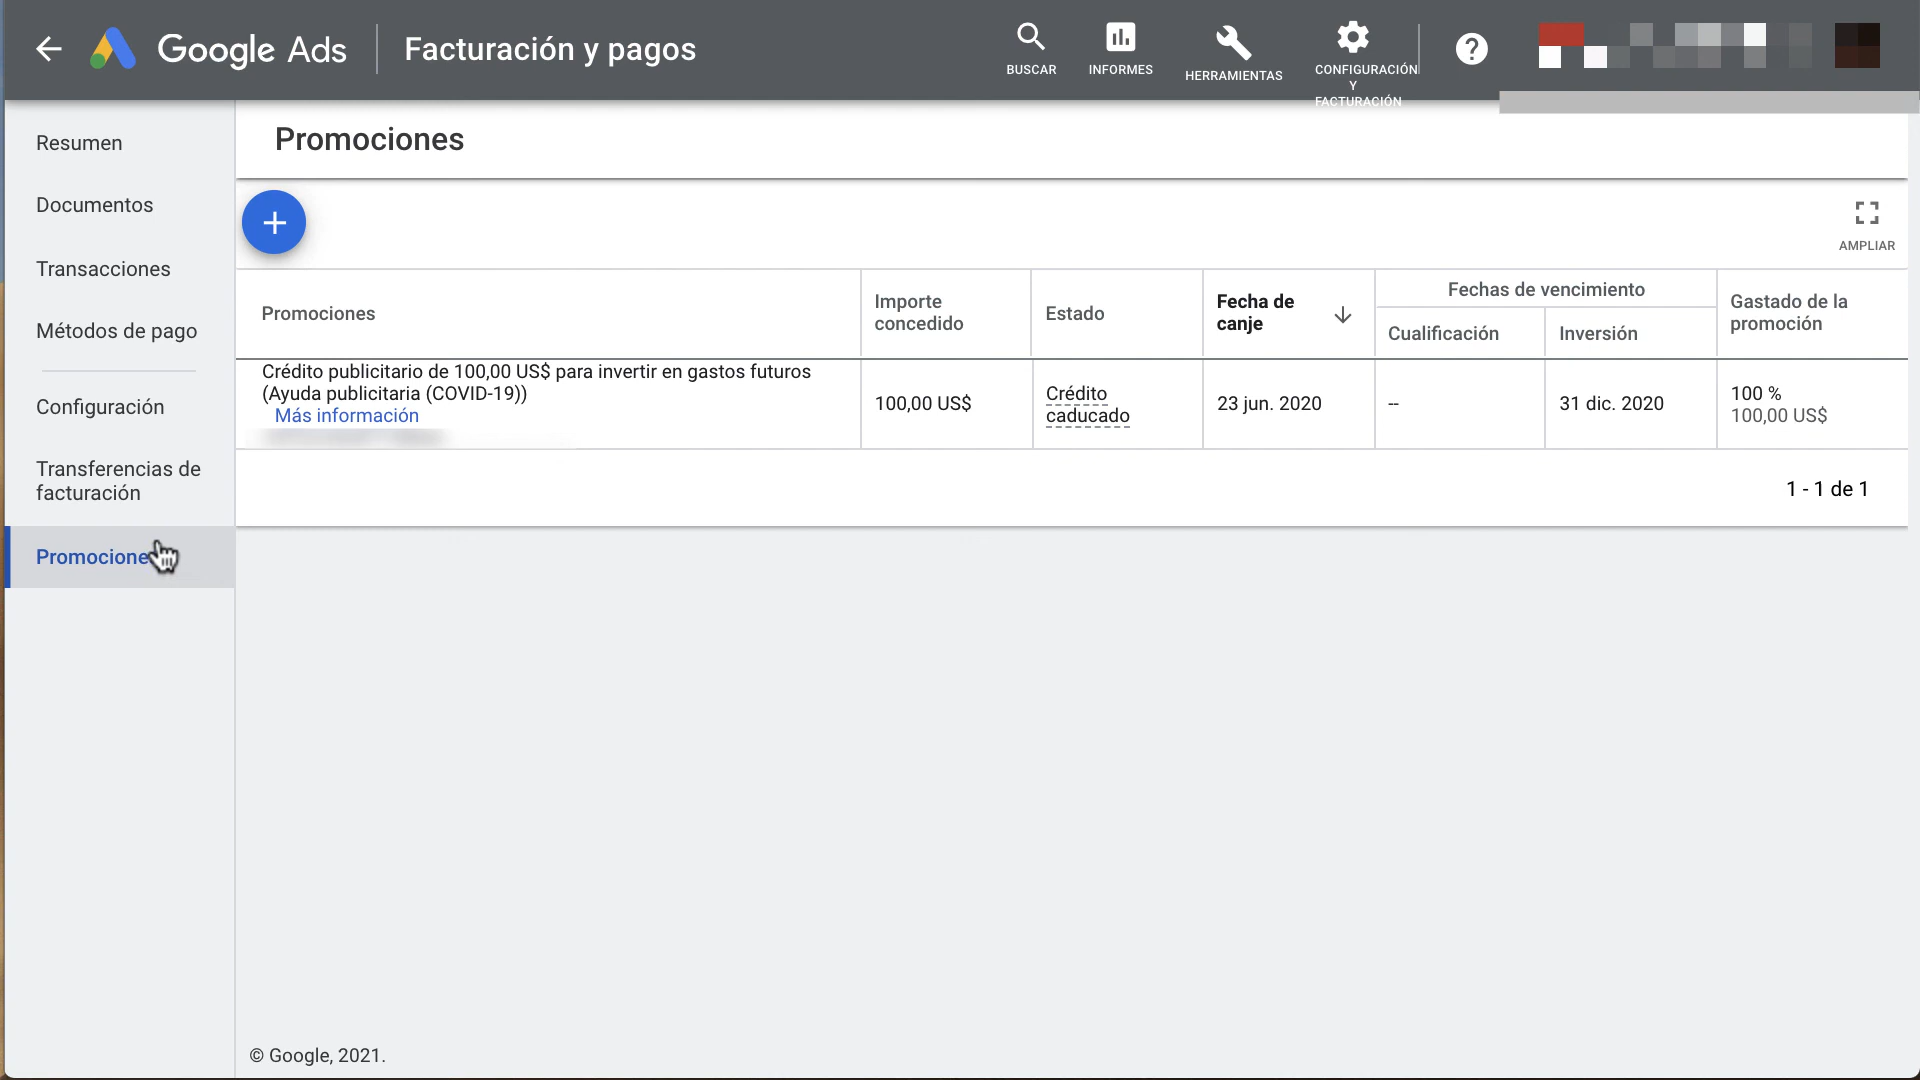 Google Ads
Facturación y pagos
BUSCAR
INFORMES
HERRAMIENTAS
CONFIGURACIÓN
Y
FACTURACIÓN
Resumen
Documentos
Transacciones
Métodos de pago
Configuración
Transferencias de
facturación
Promocione
Promociones
AMPLIAR
Promociones
Importe
concedido
Estado
Fecha de
canje
Fechas de vencimiento
Cualificación
Inversión
Gastado de la
promoción
Crédito publicitario de 100,00 US$ para invertir en gastos futuros
(Ayuda publicitaria (COVID-19))
Más información
100,00 US$
Crédito
caducado
23 jun. 2020
--
31 dic. 2020
100 %
100,00 US$
1 - 1 de 1
© Google, 2021.